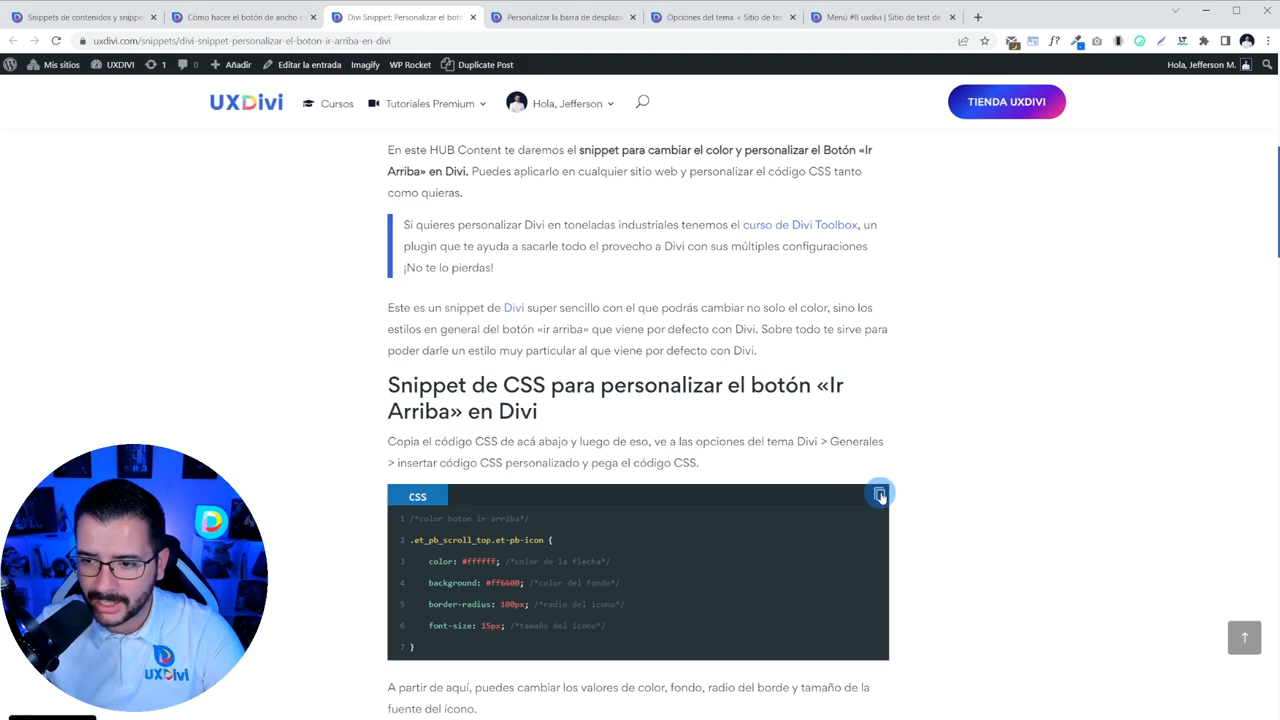 Snippets de contenidos y snippet
Cómo hacer el botón de ancho c
Divi Snippet: Personalizar el bot
Personalizar la barra de desplaza
Opciones del tema < Sitio de tes
Menú #8 uxdivi | Sitio de test de
uxdivi.com/snippets/divi-snippet-personalizar-el-boton-ir-arriba-en-divi
Mis sitios
UXDIVI
1
Añadir
Editar la entrada
Imagify
WP Rocket
Duplicate Post
Hola, Jefferson M.
UXDivi
Cursos
Tutoriales Premium
Hola, Jefferson
TIENDA UXDIVI
En este HUB Content te daremos el snippet para cambiar el color y personalizar el Botón «Ir
Arriba» en Divi. Puedes aplicarlo en cualquier sitio web y personalizar el código CSS tanto
como quieras.
Si quieres personalizar Divi en toneladas industriales tenemos el curso de Divi Toolbox, un
plugin que te ayuda a sacarle todo el provecho a Divi con sus múltiples configuraciones
¡No te lo pierdas!
Este es un snippet de Divi super sencillo con el que podrás cambiar no solo el color, sino los
estilos en general del botón «ir arriba» que viene por defecto con Divi. Sobre todo te sirve para
poder darle un estilo muy particular al que viene por defecto con Divi.
Snippet de CSS para personalizar el botón «Ir
Arriba» en Divi
Copia el código CSS de acá abajo y luego de eso, ve a las opciones del tema Divi > Generales
> insertar código CSS personalizado y pega el código CSS.
CSS
1 /*color boton ir arriba*/
2 .et_pb_scroll_top.et-pb-icon {
3 color: #ffffff; /*color de la flecha*/
4 background: #ff6600; /*color del fondo*/
5 border-radius: 100px; /*radio del icono*/
6 font-size: 15px; /*tamaño del icono*/
7 }
A partir de aquí, puedes cambiar los valores de color, fondo, radio del borde y tamaño de la
fuente del ícono.
UXDIVI